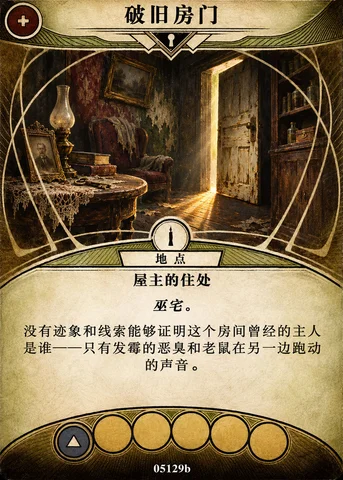 破旧房门
地点
屋主的住处
巫宅。
没有迹象和线索能够证明这个房间曾经的主人
是谁——只有发霉的恶臭和老鼠在另一边跑动
的声音。
05129b